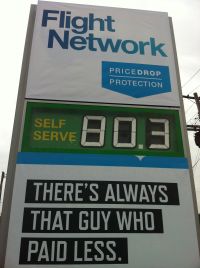 Flight
Network
PRICEDROP
PROTECTION
SELF
SERVE
80.3
THERE'S ALWAYS
THAT GUY WHO
PAID LESS.